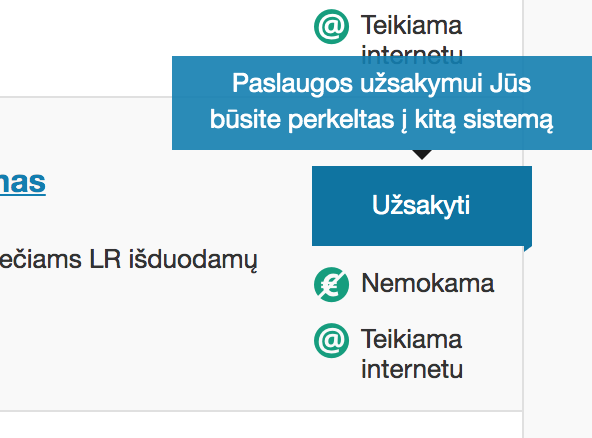 Teikiama
internetu
Paslaugos užsakymui Jūs
būsite perkeltas į kitą sistemą
nas
Užsakyti
ečiams LR išduodamų
Nemokama
Teikiama
internetu